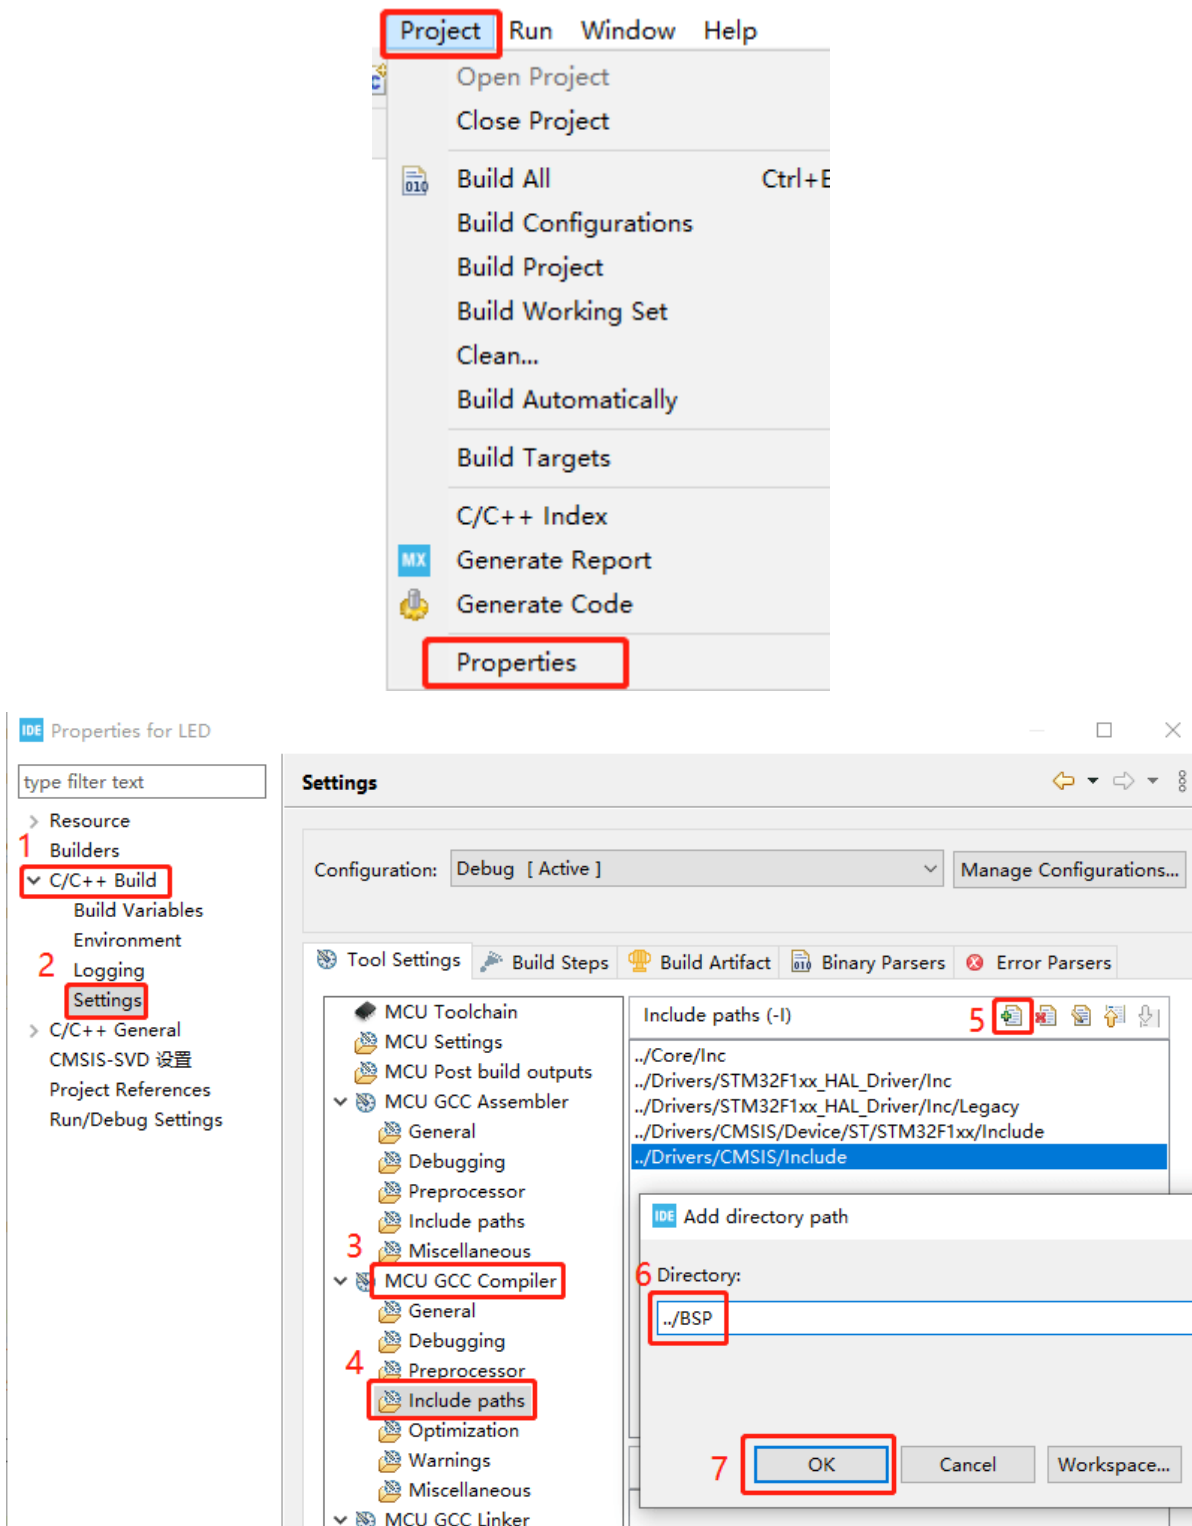 Project Run Window Help
Open Project
Close Project
010 Build All Ctrl+B
Build Configurations
Build Project
Build Working Set
Clean...
Build Automatically
Build Targets
C/C++ Index
MX Generate Report
Generate Code
Properties
IDE Properties for LED
type filter text
Settings
Resource
1 Builders
C/C++ Build
Build Variables
Environment
2 Logging
Settings
C/C++ General
CMSIS-SVD 设置
Project References
Run/Debug Settings
Configuration: Debug [ Active ] Manage Configurations...
Tool Settings Build Steps Build Artifact 010 Binary Parsers Error Parsers
MCU Toolchain
MCU Settings
MCU Post build outputs
MCU GCC Assembler
General
Debugging
Preprocessor
Include paths
3 Miscellaneous
MCU GCC Compiler
General
Debugging
4 Preprocessor
Include paths
Optimization
Warnings
Miscellaneous
MCU GCC Linker
Include paths (-I) 5
../Core/Inc
../Drivers/STM32F1xx_HAL_Driver/Inc
../Drivers/STM32F1xx_HAL_Driver/Inc/Legacy
../Drivers/CMSIS/Device/ST/STM32F1xx/Include
../Drivers/CMSIS/Include
IDE Add directory path
6 Directory:
../BSP
7 OK Cancel Workspace...